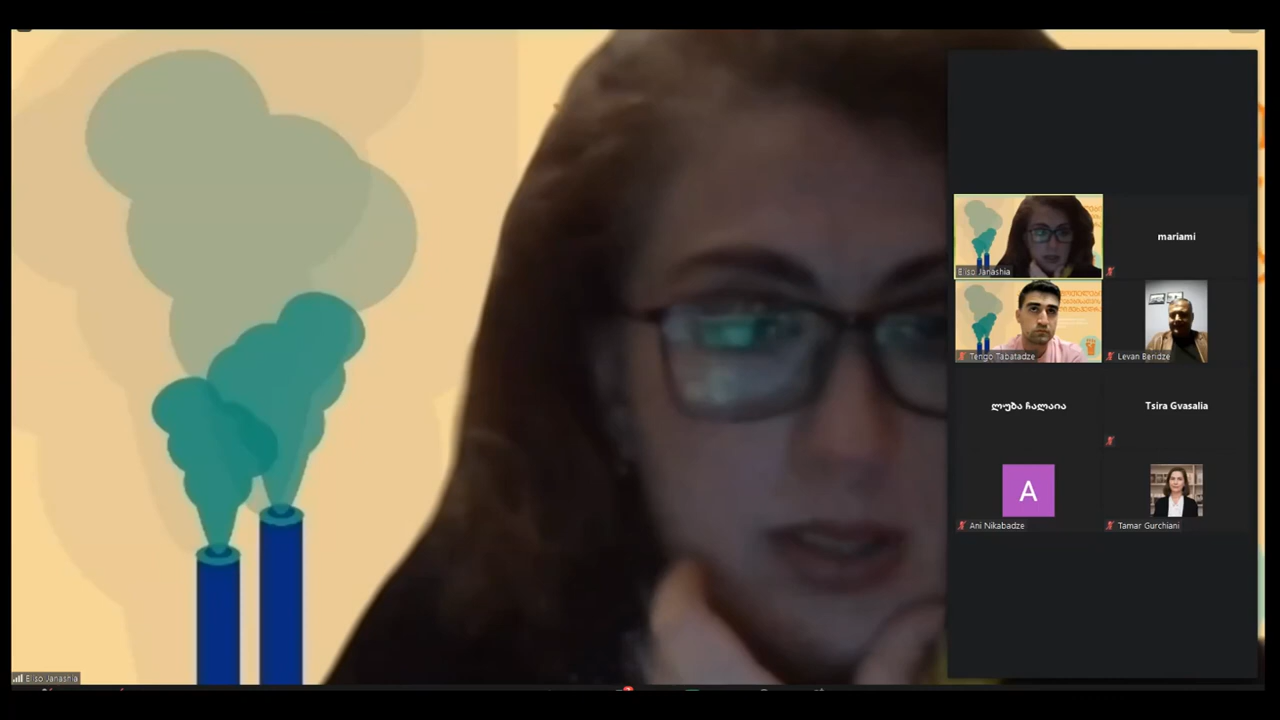 Eliso Janashia
mariami
Tengo Tabatadze
Levan Beridze
ლუბა ჩალაია
Tsira Gvasalia
A
Ani Nikabadze
Tamar Gurchiani
Eliso Janashia